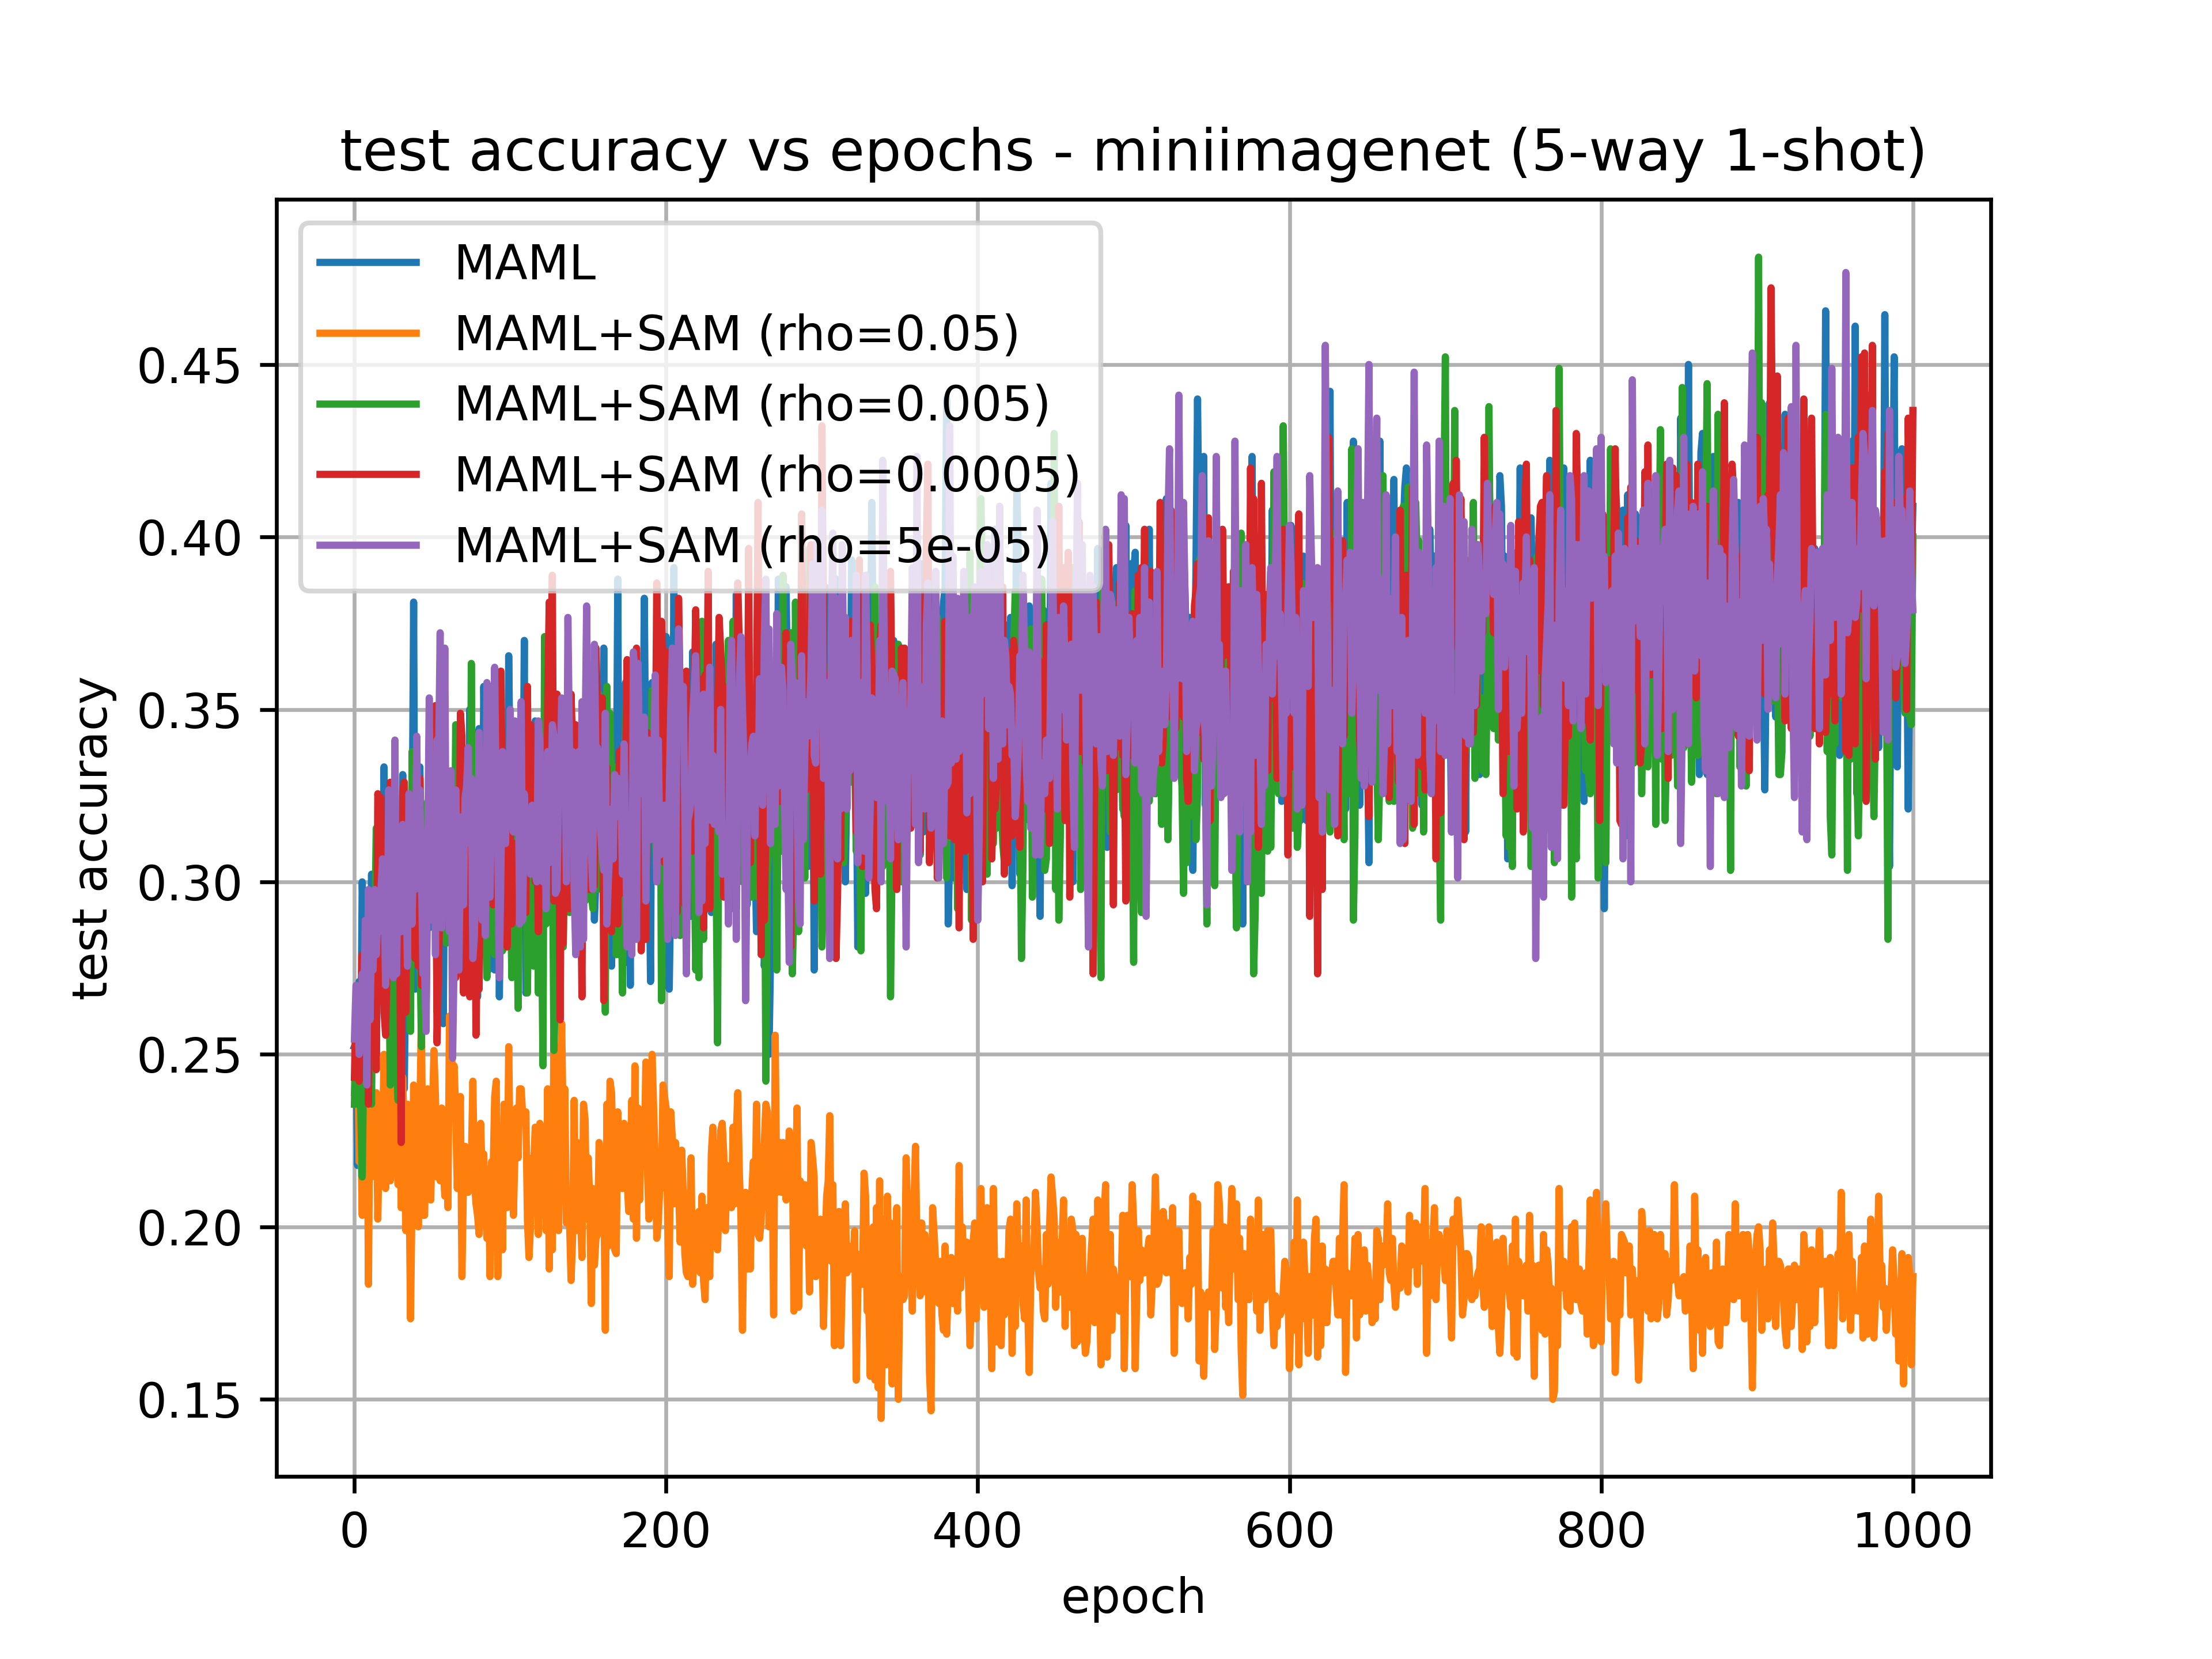 test accuracy vs epochs - miniimagenet (5-way 1-shot)
MAML
MAML+SAM (rho=0.05)
MAML+SAM (rho=0.005)
MAML+SAM (rho=0.0005)
MAML+SAM (rho=5e-05)
test accuracy
0.45
0.40
0.35
0.30
0.25
0.20
0.15
0 200 400 600 800 1000
epoch